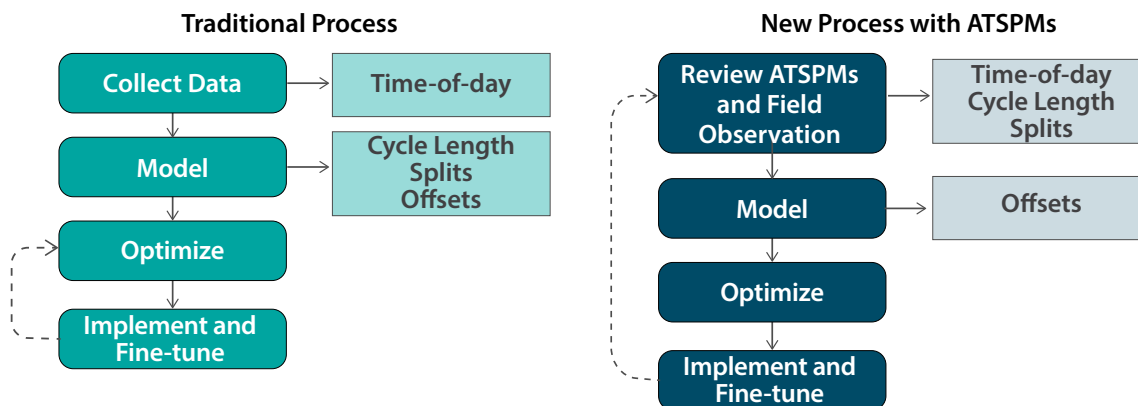 Traditional Process
Collect Data
Time-of-day
Model
Cycle Length
Splits
Offsets
Optimize
Implement and
Fine-tune
New Process with ATSPMs
Review ATSPMs
and Field
Observation
Time-of-day
Cycle Length
Splits
Model
Offsets
Optimize
Implement and
Fine-tune